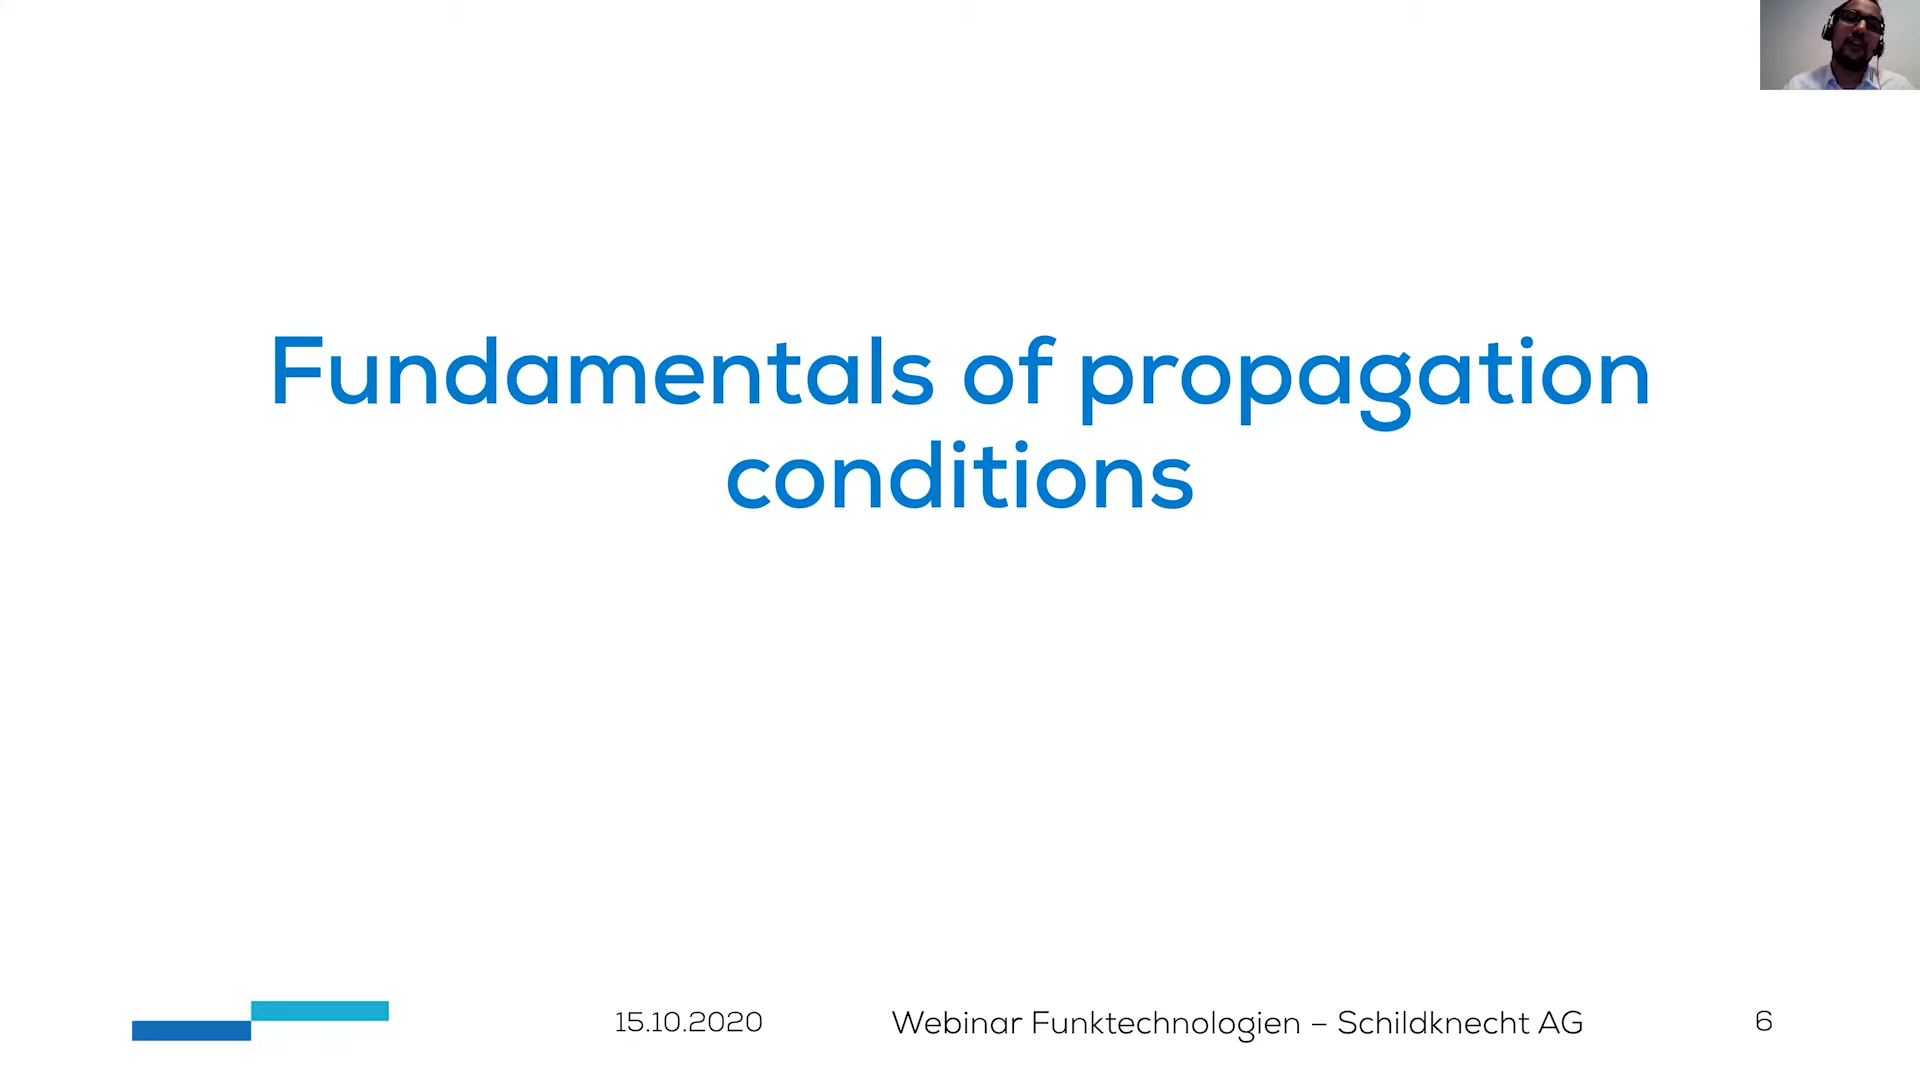 Fundamentals of propagation
conditions
15.10.2020
Webinar Funktechnologien – Schildknecht AG
6